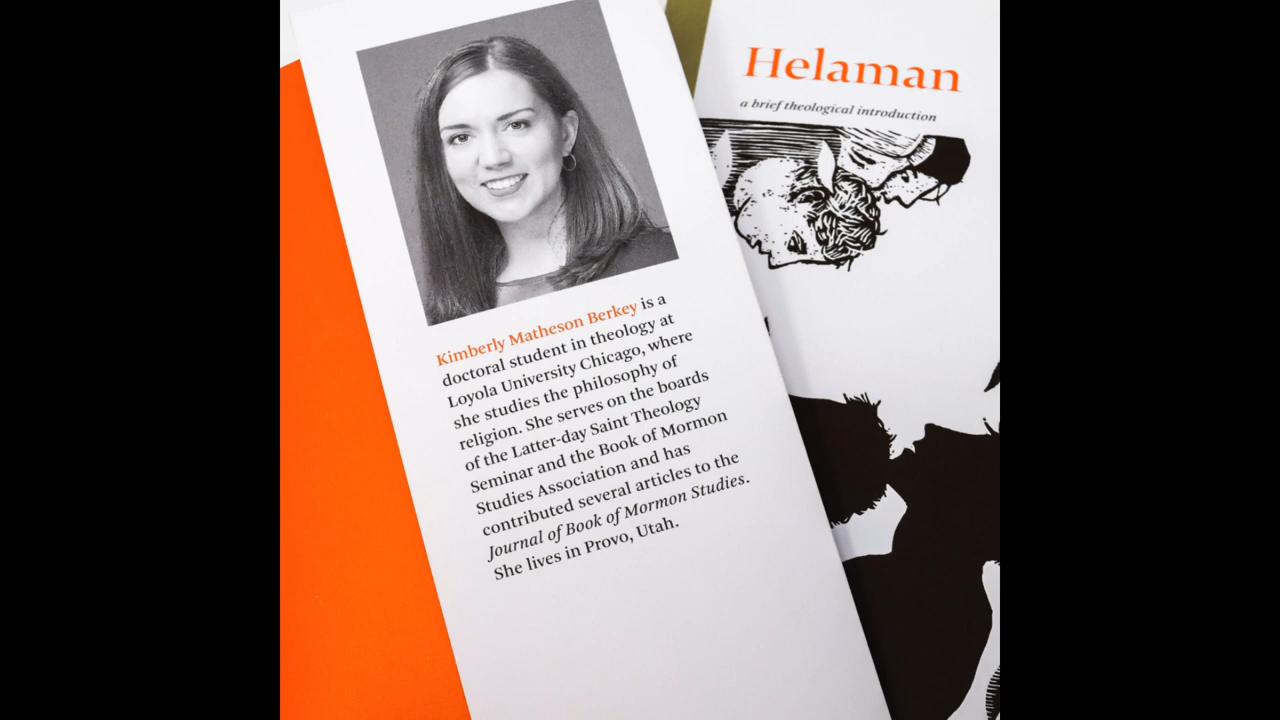 Helaman
a brief theological introduction
Kimberly Matheson Berkey is a
doctoral student in theology at
Loyola University Chicago, where
she studies the philosophy of
religion. She serves on the boards
of the Latter-day Saint Theology
Seminar and the Book of Mormon
Studies Association and has
contributed several articles to the
Journal of Book of Mormon Studies.
She lives in Provo, Utah.